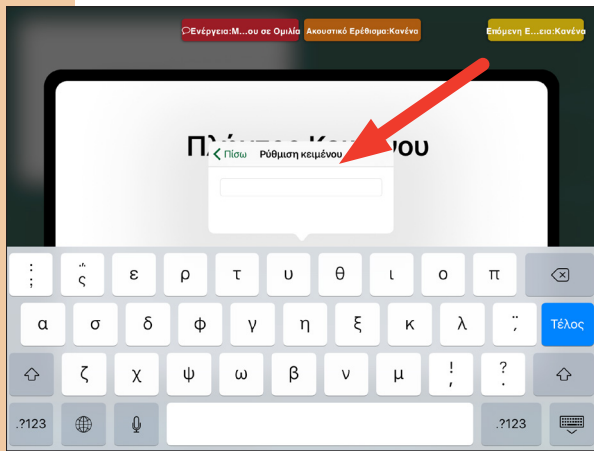 Ενέργεια:Μ...ου σε Ομιλία Ακουστικό Ερέθισμα:Κανένα Επόμενη Ε...εια:Κανένα
Πίσω Ρύθμιση κειμένου
: ; ς ε ρ τ υ θ ι ο π
α σ δ φ γ η ξ κ λ Τέλος
ζ χ ψ ω β ν μ ! , ? .
.?123 .?123